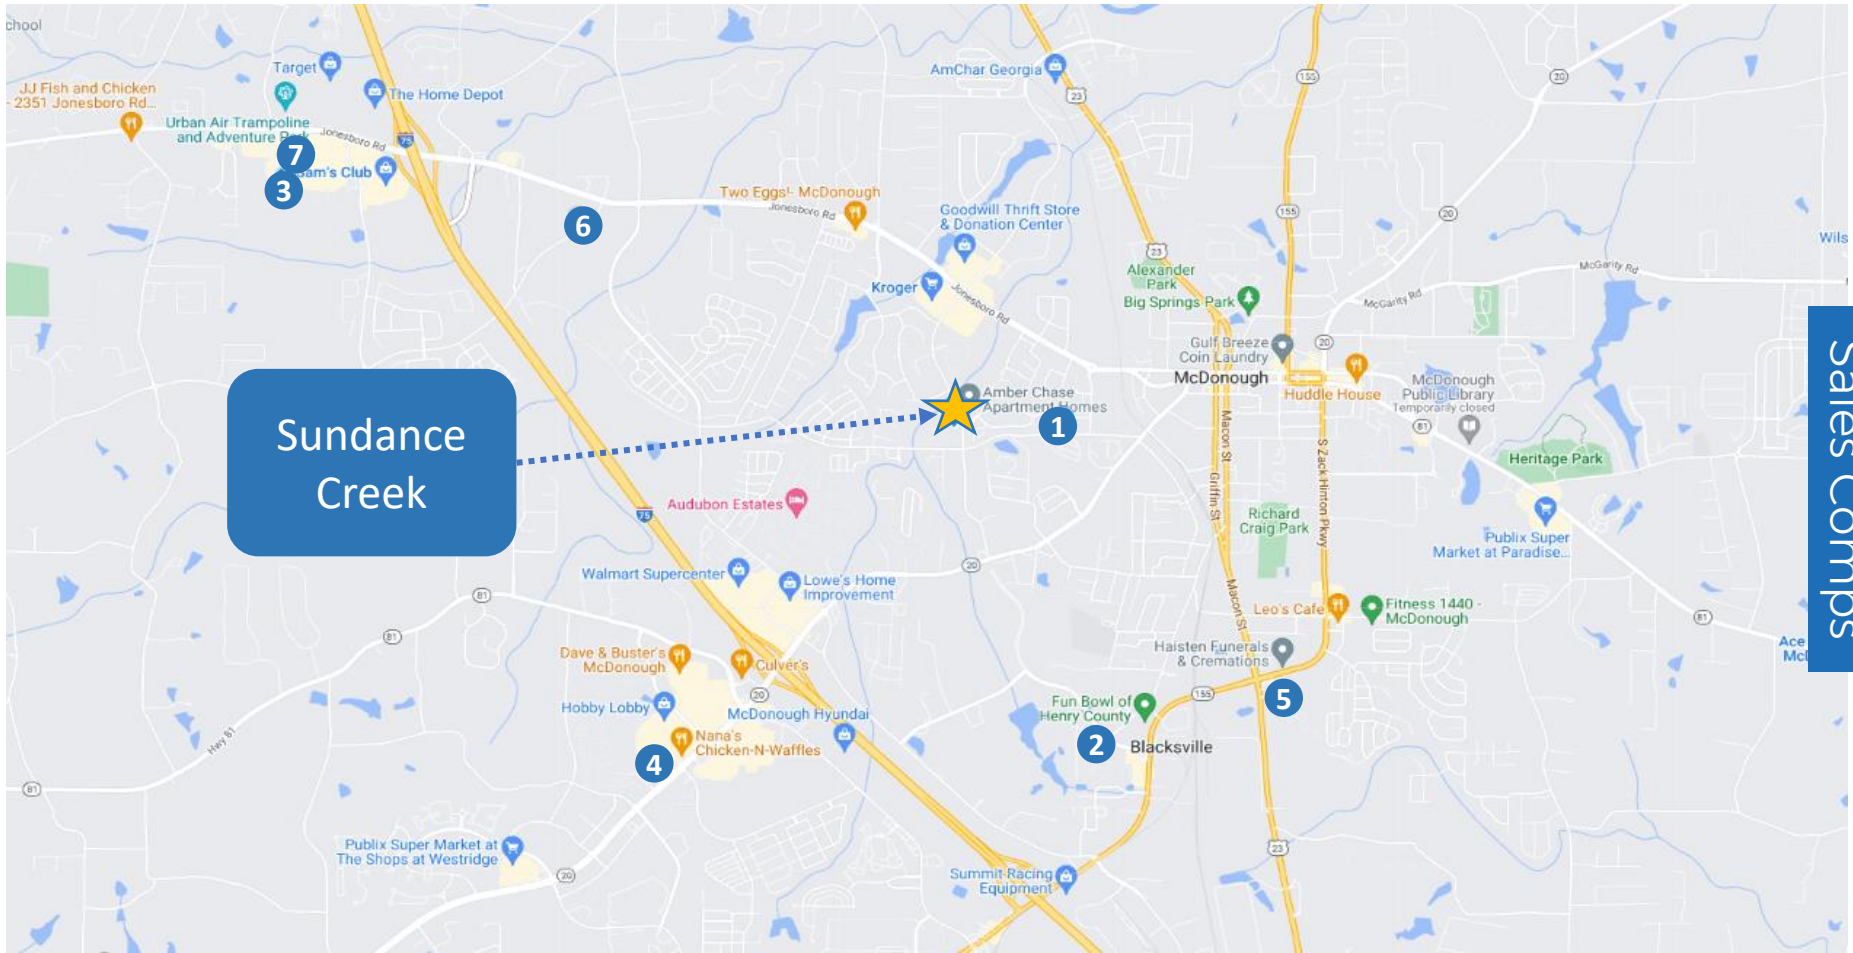 chool
Target
JJ Fish and Chicken
- 2351 Jonesboro Rd...
The Home Depot
Urban Air Trampoline
and Adventure Park
Jonesboro Rd
75
7
Sam's Club
3
AmChar Georgia
23
155
20
6
Two Eggs!- McDonough
Jonesboro Rd
Goodwill Thrift Store
& Donation Center
155
20
Wils
23
Alexander
Park
Big Springs Park
McGarity Rd
McGarity Rd
Kroger
Jonesboro Rd
Gulf Breeze
Coin Laundry
20
McDonough
Huddle House
McDonough
Public Library
Temporarily closed
81
Sundance
Creek
Amber Chase
Apartment Homes
1
Macon St
Griffin St
S Zack Hinton Pkwy
Heritage Park
Sales Comps
Audubon Estates
75
Richard
Craig Park
Publix Super
Market at Paradise...
20
Walmart Supercenter
Lowe's Home
Improvement
81
81
Macon St
Leo's Cafe
Fitness 1440 -
McDonough
81
Ace
McD
Dave & Buster's
McDonough
Culver's
20
Haisten Funerals
& Cremations
5
155
Hobby Lobby
McDonough Hyundai
Fun Bowl of
Henry County
2
Blacksville
Hwy 81
Nana's
Chicken-N-Waffles
4
81
Publix Super Market at
The Shops at Westridge
20
23
Summit Racing
Equipment